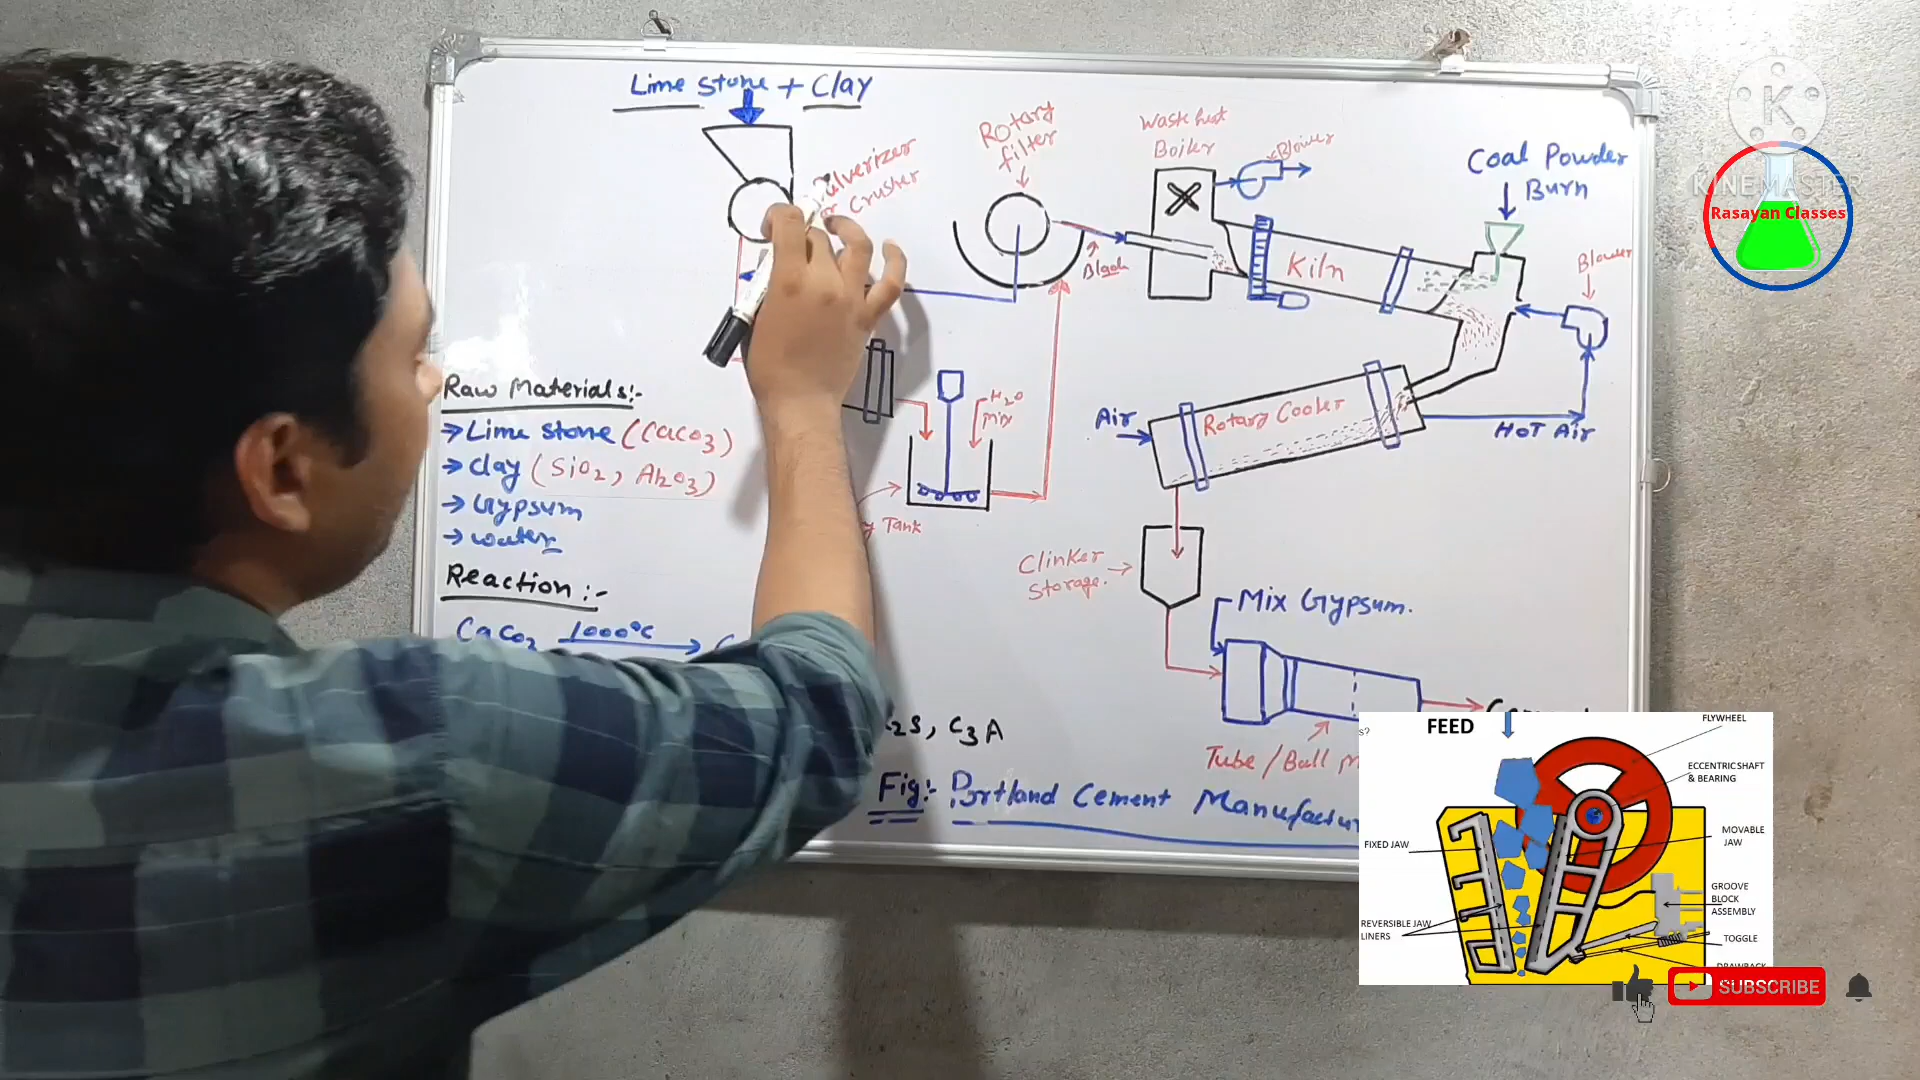 Lime Stone + Clay
ulverizer
or Crusher
Rotary
filter
Waste heat
Boiler
Blower
Coal Powder
Burn
KINEMASTER
Rasayan Classes
Kiln
Blower
Raw Materials:-
→ Lime stone (CaCO3)
→ Clay (SiO2, Al2O3)
→ Gypsum
→ Water
H2O
Mix
y Tank
Air
Rotary Cooler
HOT Air
Clinker
Storage.
Mix Gypsum.
Reaction :-
CaCO3 1000°C
2S, C3A
Tube/Ball M
Fig:- Portland Cement Manufactur
FEED
FLYWHEEL
ECCENTRIC SHAFT
& BEARING
MOVABLE
JAW
FIXED JAW
GROOVE
BLOCK
ASSEMBLY
REVERSIBLE JAW
LINERS
TOGGLE
SUBSCRIBE